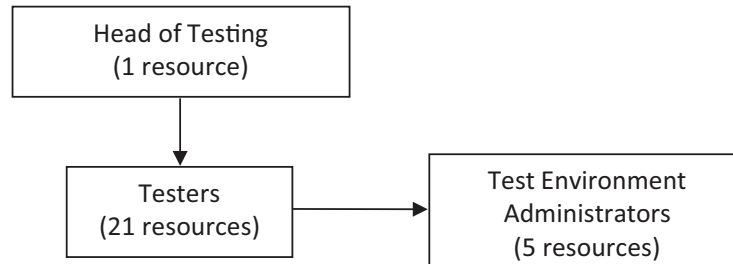 Head of Testing
(1 resource)
Testers
(21 resources)
Test Environment
Administrators
(5 resources)